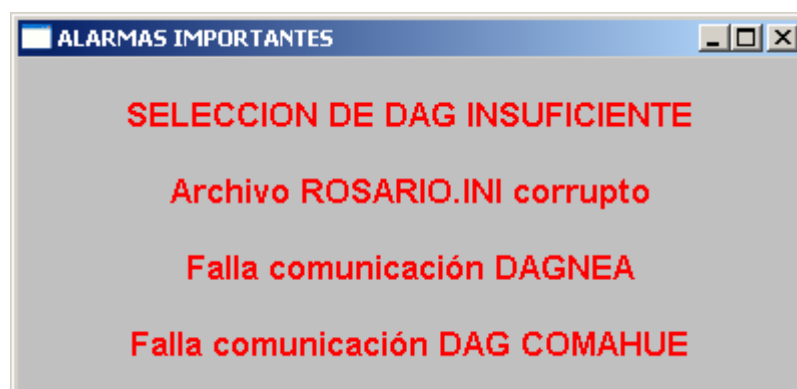 ALARMAS IMPORTANTES
SELECCION DE DAG INSUFICIENTE
Archivo ROSARIO.INI corrupto
Falla comunicación DAGNEA
Falla comunicación DAG COMAHUE